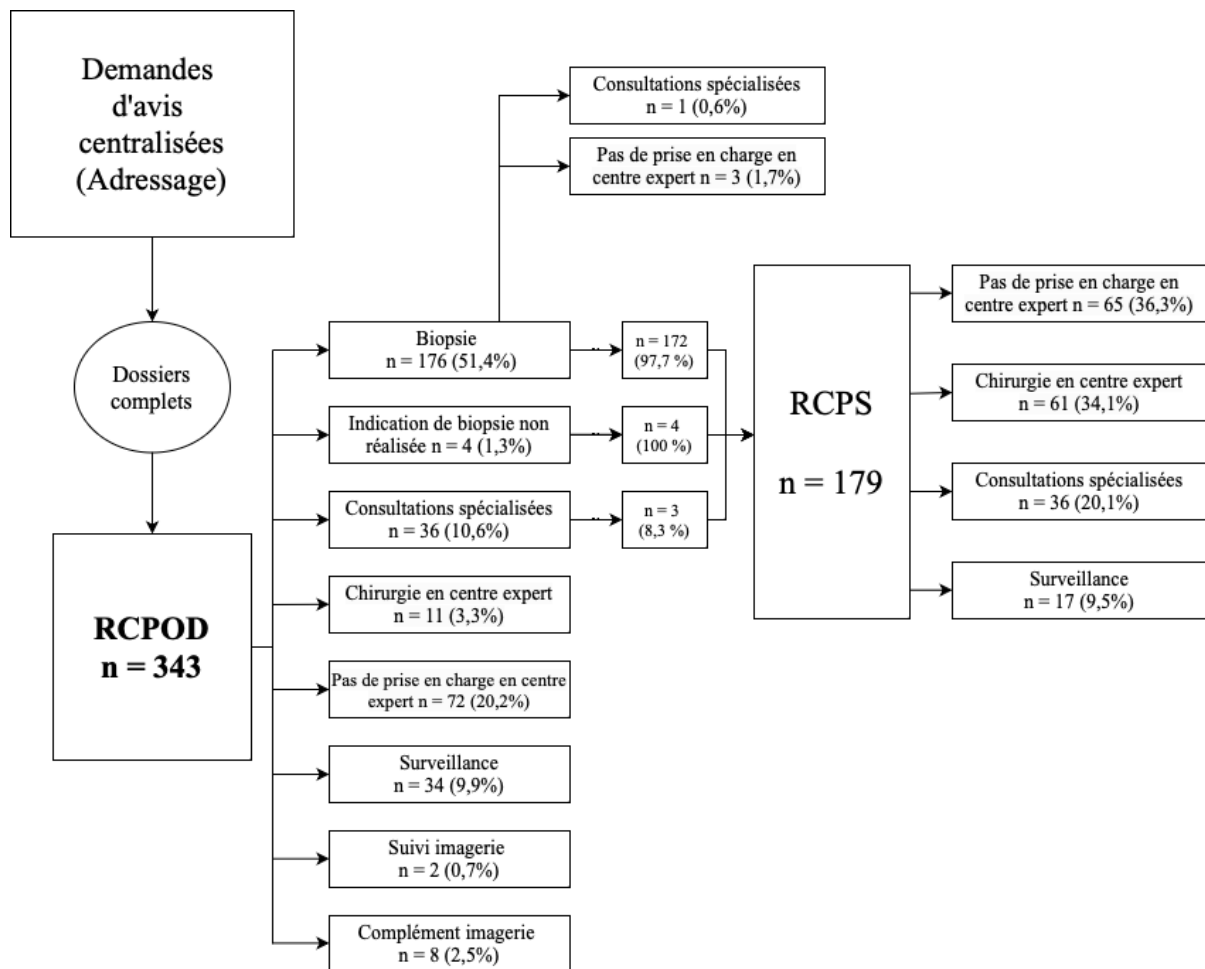 Demandes
d'avis
centralisées
(Adressage)
Dossiers
complets
RCPOD
n = 343
Consultations spécialisées
n = 1 (0,6%)
Pas de prise en charge en
centre expert n = 3 (1,7%)
Biopsie
n = 176 (51,4%)
n = 172
(97,7 %)
Indication de biopsie non
réalisée n = 4 (1,3%)
n = 4
(100 %)
Consultations spécialisées
n = 36 (10,6%)
n = 3
(8,3 %)
Chirurgie en centre expert
n = 11 (3,3%)
Pas de prise en charge en centre
expert n = 72 (20,2%)
Surveillance
n = 34 (9,9%)
Suivi imagerie
n = 2 (0,7%)
Complément imagerie
n = 8 (2,5%)
RCPS
n = 179
Pas de prise en charge en
centre expert n = 65 (36,3%)
Chirurgie en centre expert
n = 61 (34,1%)
Consultations spécialisées
n = 36 (20,1%)
Surveillance
n = 17 (9,5%)